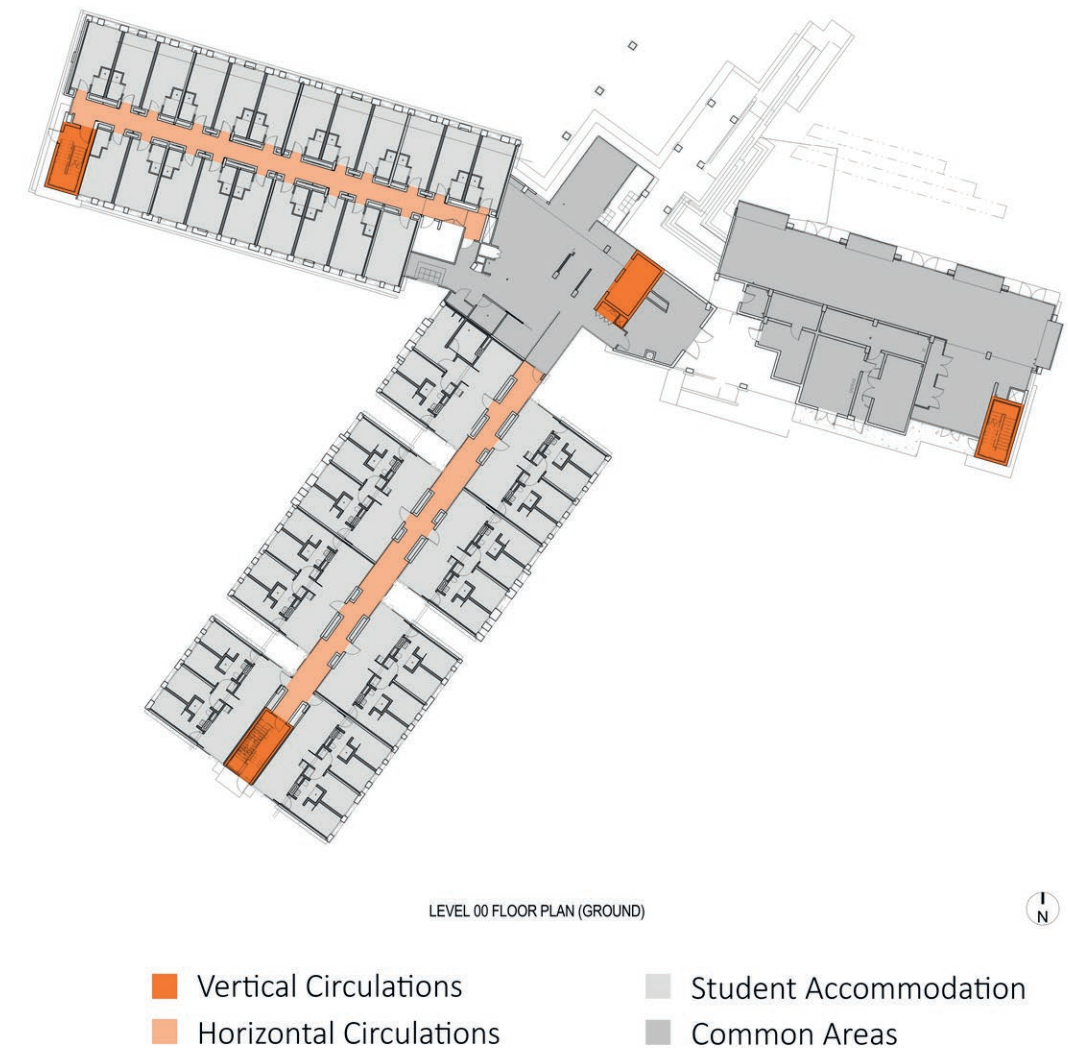 LEVEL 00 FLOOR PLAN (GROUND)
N
Vertical Circulations
Student Accommodation
Horizontal Circulations
Common Areas